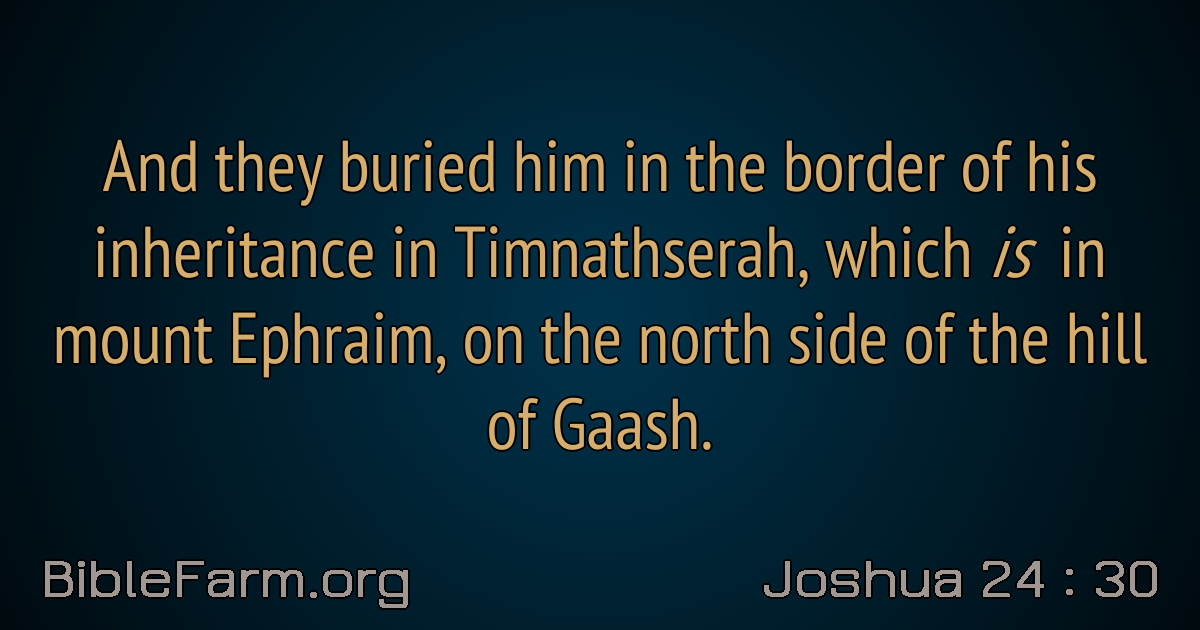 And they buried him in the border of his
inheritance in Timnathserah, which is in
mount Ephraim, on the north side of the hill
of Gaash.
BibleFarm.org
Joshua 24 : 30